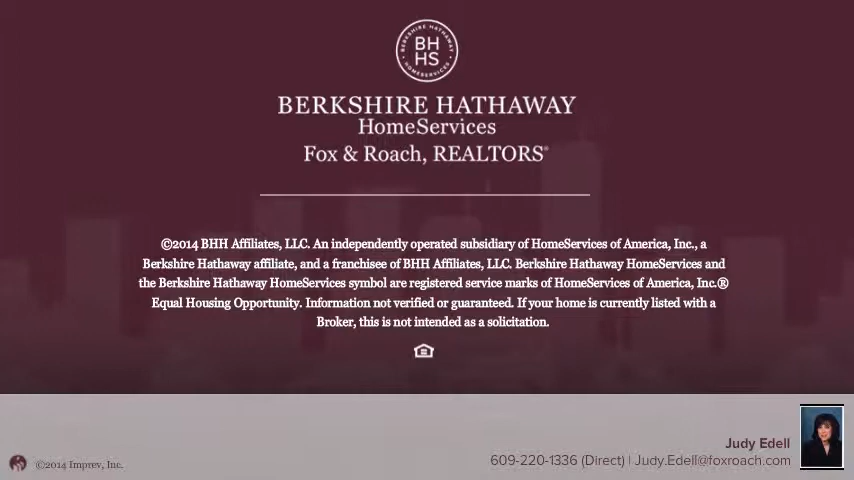 BERKSHIRE HATHAWAY
BH
HS
HOMESERVICES
BERKSHIRE HATHAWAY
HomeServices
Fox & Roach, REALTORS®
©2014 BHH Affiliates, LLC. An independently operated subsidiary of HomeServices of America, Inc., a
Berkshire Hathaway affiliate, and a franchisee of BHH Affiliates, LLC. Berkshire Hathaway HomeServices and
the Berkshire Hathaway HomeServices symbol are registered service marks of HomeServices of America, Inc.®
Equal Housing Opportunity. Information not verified or guaranteed. If your home is currently listed with a
Broker, this is not intended as a solicitation.
Judy Edell
609-220-1336 (Direct) | Judy.Edell@foxroach.com
©2014 Imprev, Inc.